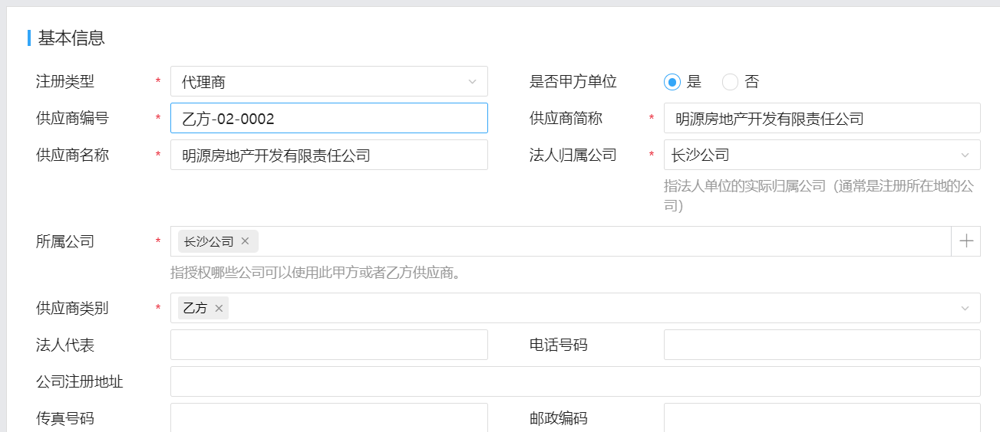 基本信息
注册类型 * 代理商 是否甲方单位 是 否
供应商编号 * 乙方-02-0002 供应商简称 * 明源房地产开发有限责任公司
供应商名称 * 明源房地产开发有限责任公司 法人归属公司 * 长沙公司
指法人单位的实际归属公司（通常是注册所在地的公
司）
所属公司 * 长沙公司 ×
指授权哪些公司可以使用此甲方或者乙方供应商。
供应商类别 * 乙方 ×
法人代表 电话号码
公司注册地址
传真号码 邮政编码